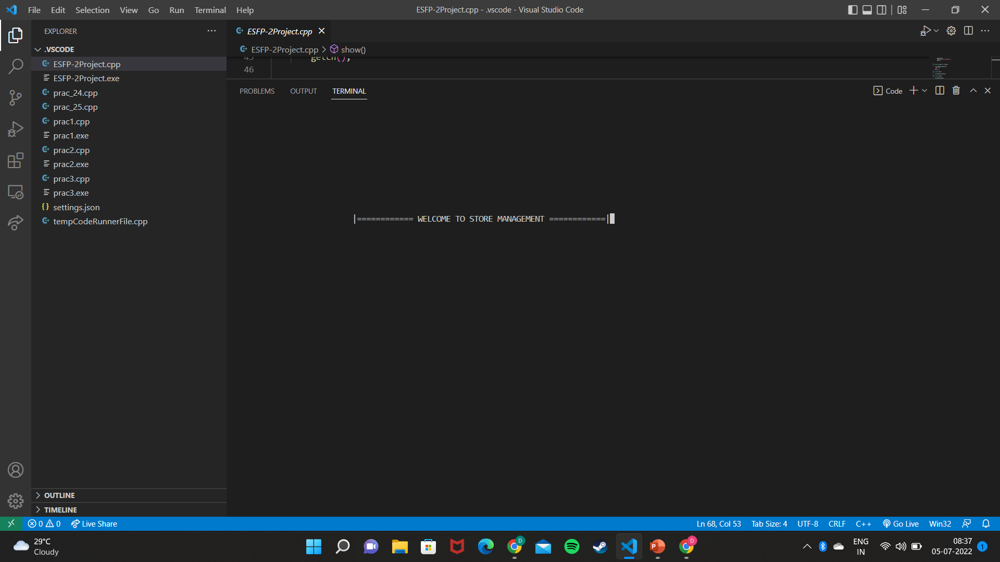 File Edit Selection View Go Run Terminal Help
ESFP-2Project.cpp - .vscode - Visual Studio Code
EXPLORER
.VSCODE
ESFP-2Project.cpp
ESFP-2Project.exe
prac_24.cpp
prac_25.cpp
prac1.cpp
prac1.exe
prac2.cpp
prac2.exe
prac3.cpp
prac3.exe
{} settings.json
tempCodeRunnerFile.cpp
OUTLINE
TIMELINE
ESFP-2Project.cpp
ESFP-2Project.cpp > show()
45 getch();
46
PROBLEMS OUTPUT TERMINAL
Code
|============ WELCOME TO STORE MANAGEMENT ============|
0 0 Live Share
Ln 68, Col 53 Tab Size: 4 UTF-8 CRLF C++ Go Live Win32
29°C
Cloudy
D
P
D
ENG
IN
08:37
05-07-2022
1